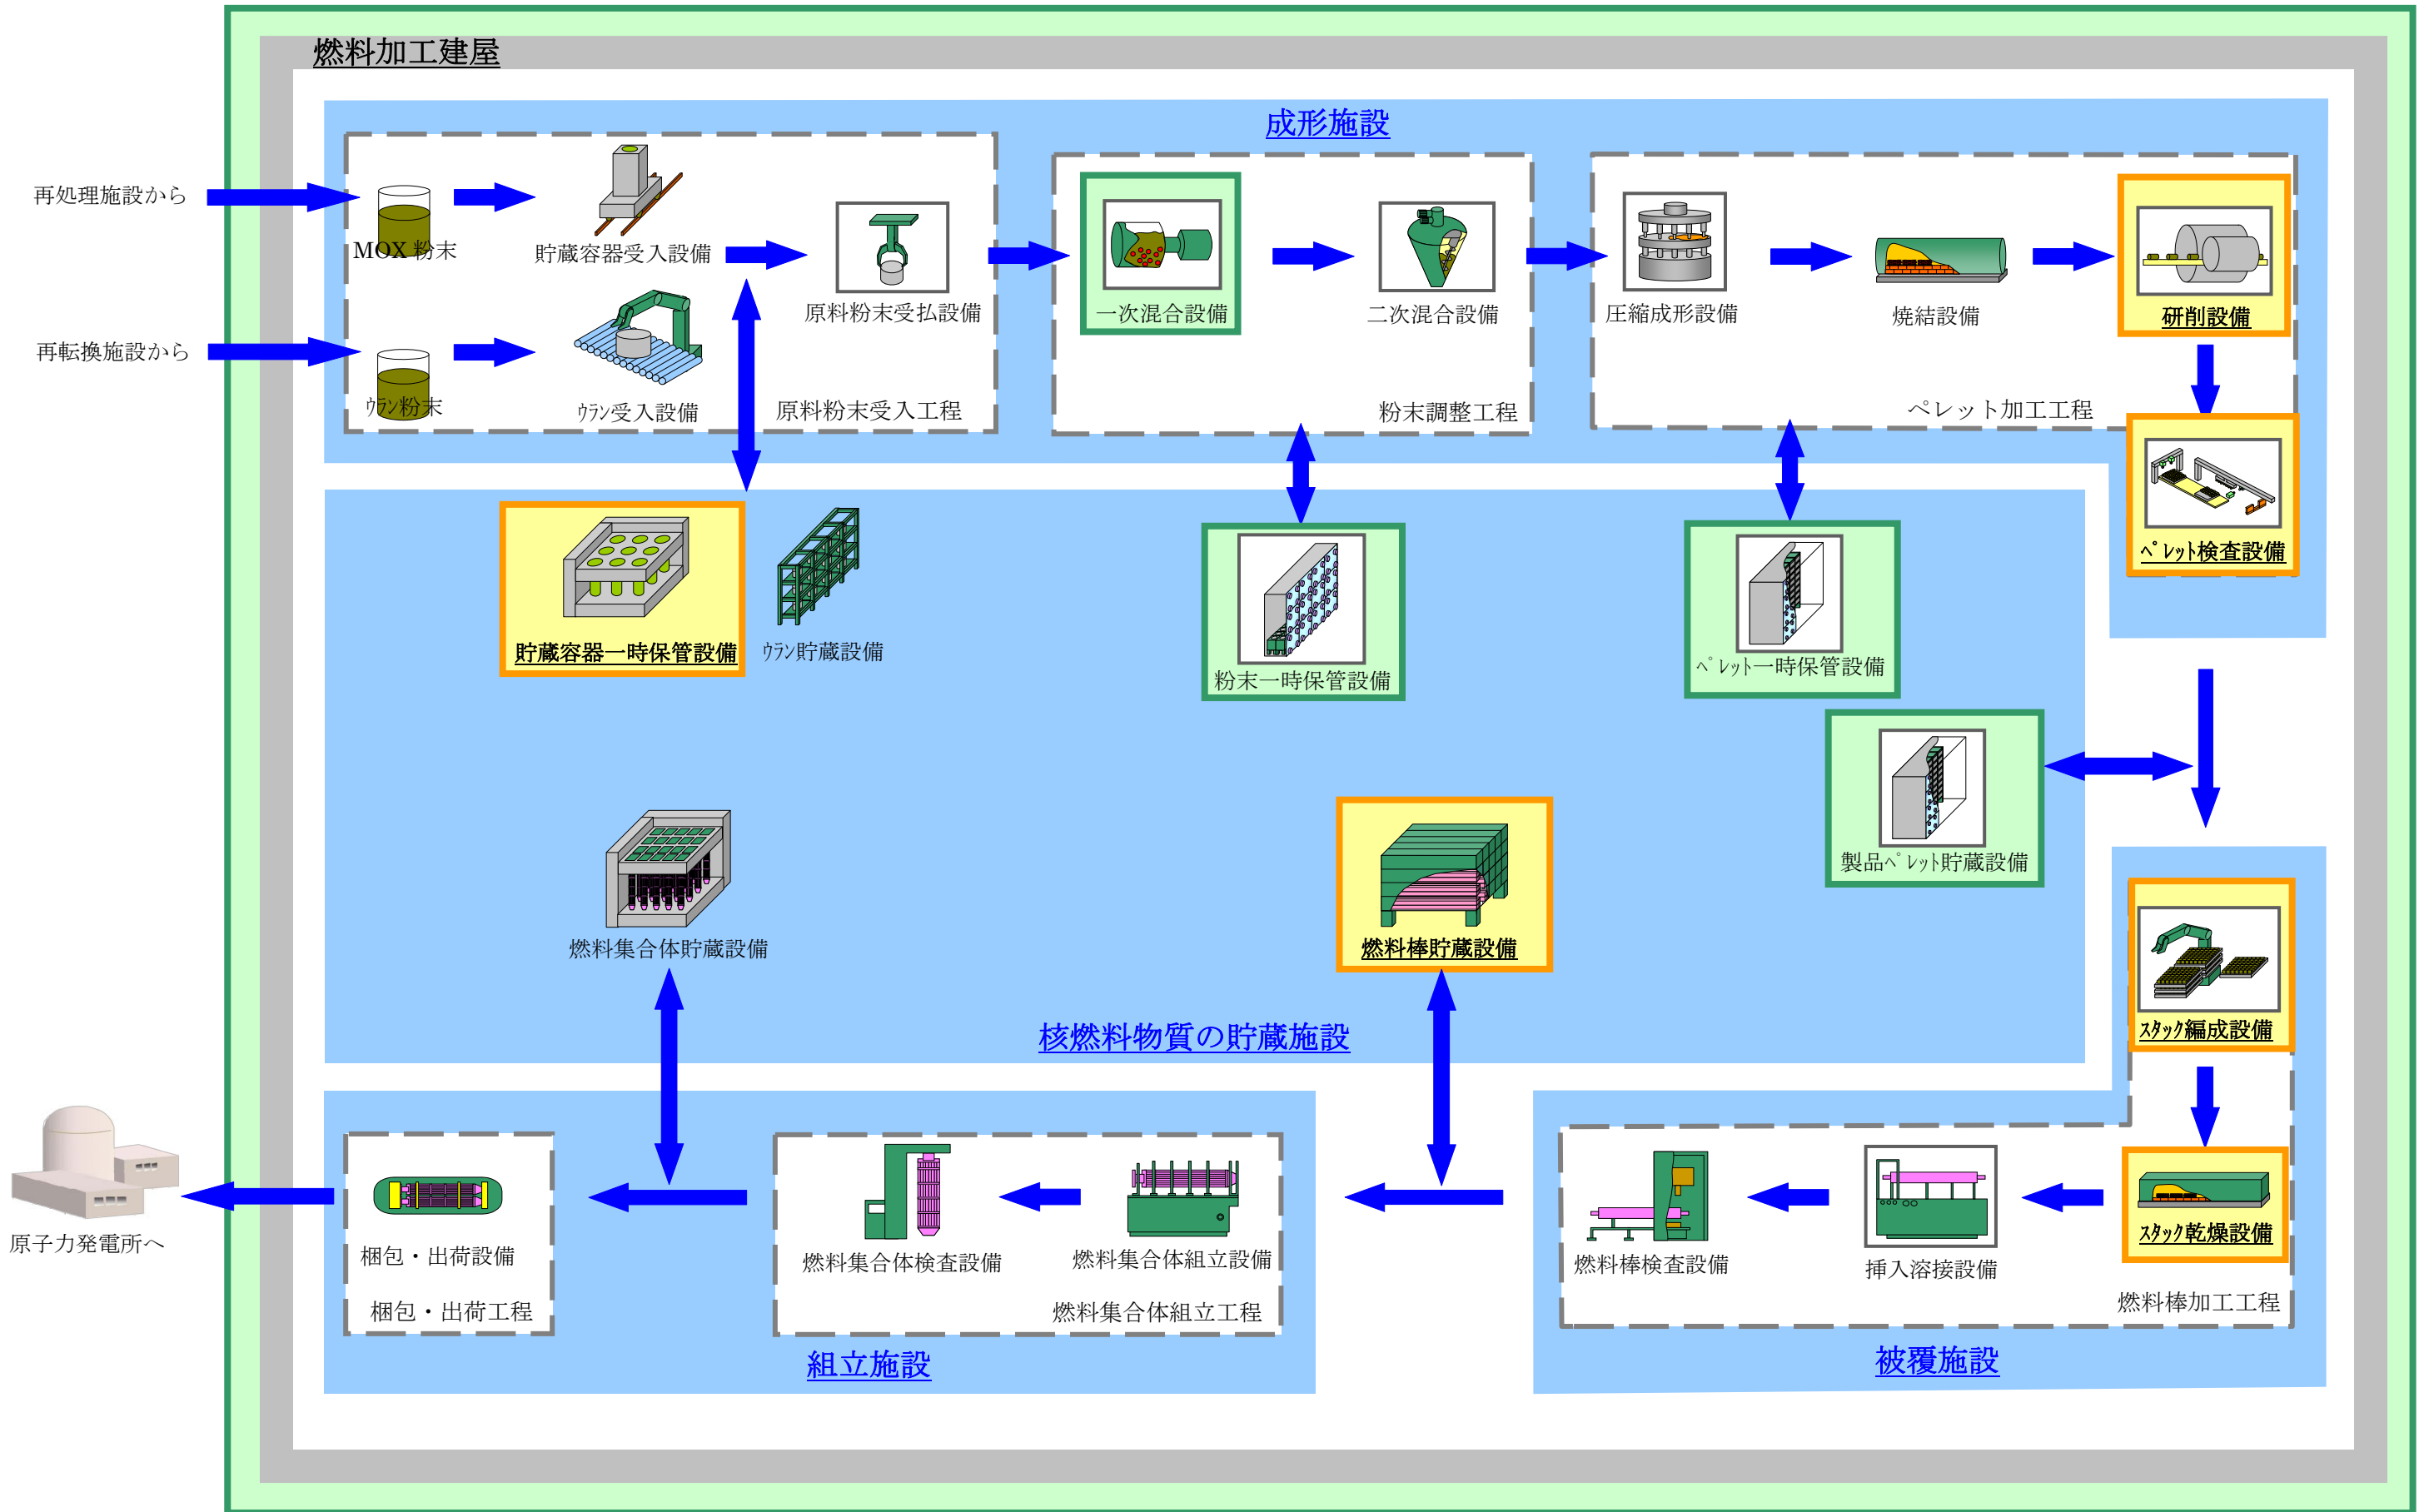 燃料加工建屋
成形施設
再処理施設から
MOX 粉末
貯蔵容器受入設備
原料粉末受払設備
一次混合設備
二次混合設備
圧縮成形設備
焼結設備
研削設備
再転換施設から
ウラン粉末
ウラン受入設備
原料粉末受入工程
粉末調整工程
ペレット加工工程
ペレット検査設備
貯蔵容器一時保管設備
ウラン貯蔵設備
粉末一時保管設備
ペレット一時保管設備
製品ペレット貯蔵設備
燃料集合体貯蔵設備
燃料棒貯蔵設備
核燃料物質の貯蔵施設
スタック編成設備
スタック乾燥設備
原子力発電所へ
梱包・出荷設備
燃料集合体検査設備
燃料集合体組立設備
燃料棒検査設備
挿入溶接設備
梱包・出荷工程
燃料集合体組立工程
燃料棒加工工程
組立施設
被覆施設